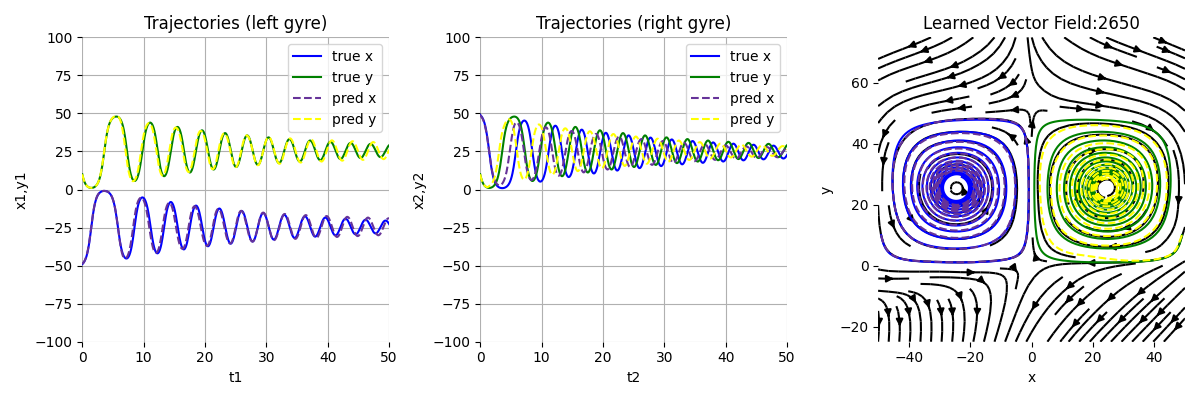 Trajectories (left gyre)
100
75
50
25
0
−25
−50
−75
−100
x1,y1
0 10 20 30 40 50
t1
true x
true y
pred x
pred y
Trajectories (right gyre)
100
75
50
25
0
−25
−50
−75
−100
x2,y2
0 10 20 30 40 50
t2
true x
true y
pred x
pred y
Learned Vector Field:2650
60
40
20
0
−20
y
−40 −20 0 20 40
x